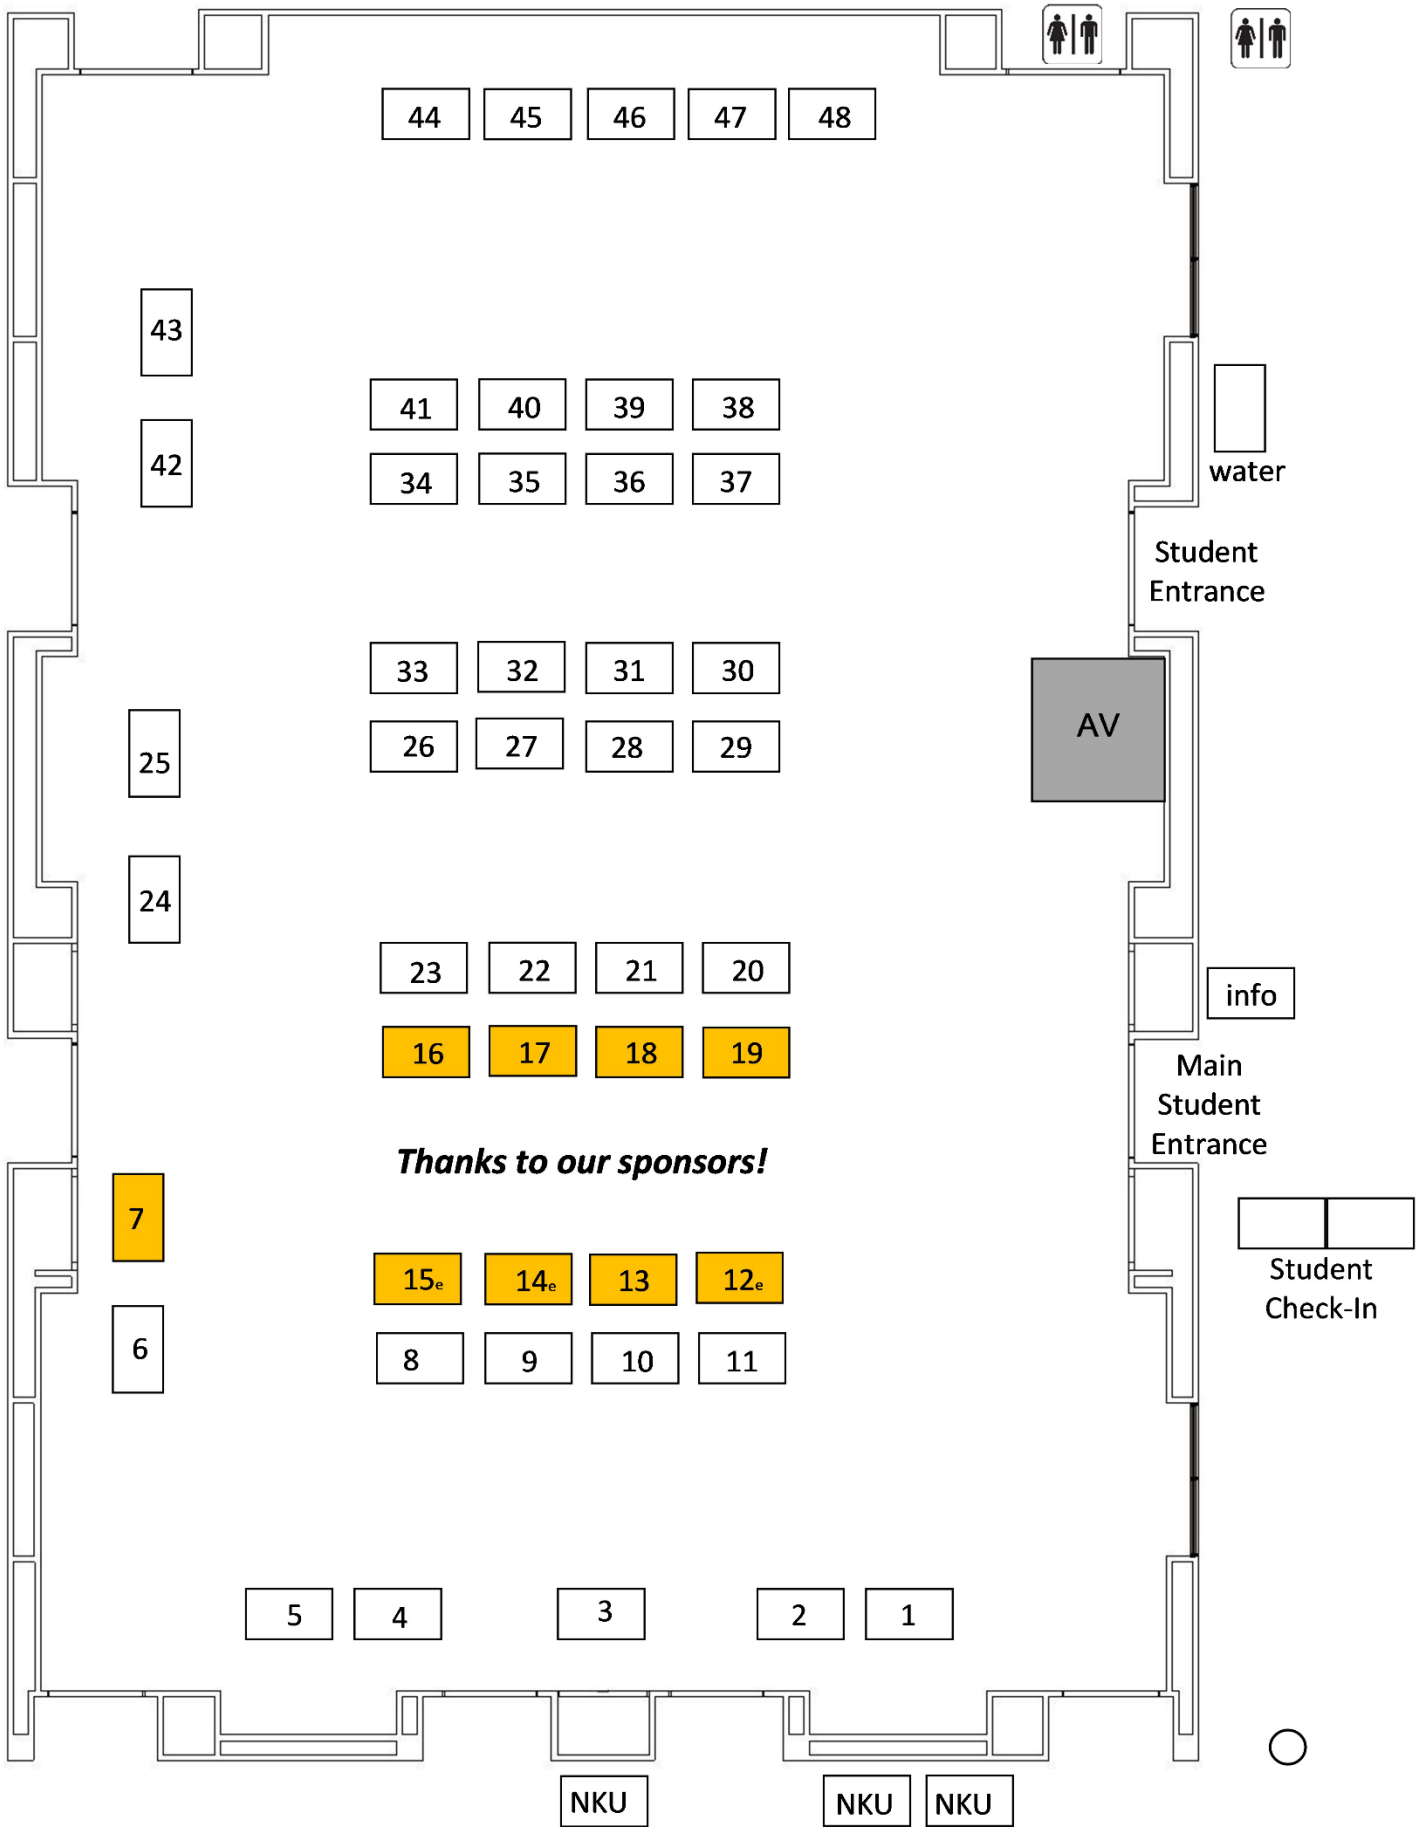 44 45 46 47 48
43
41 40 39 38
42
34 35 36 37
water
Student
Entrance
33 32 31 30
AV
26 27 28 29
25
24
23 22 21 20
info
16 17 18 19
Main
Student
Entrance
Thanks to our sponsors!
7
15e 14e 13 12e
Student
Check-In
6
8 9 10 11
5 4 3 2 1
NKU NKU NKU